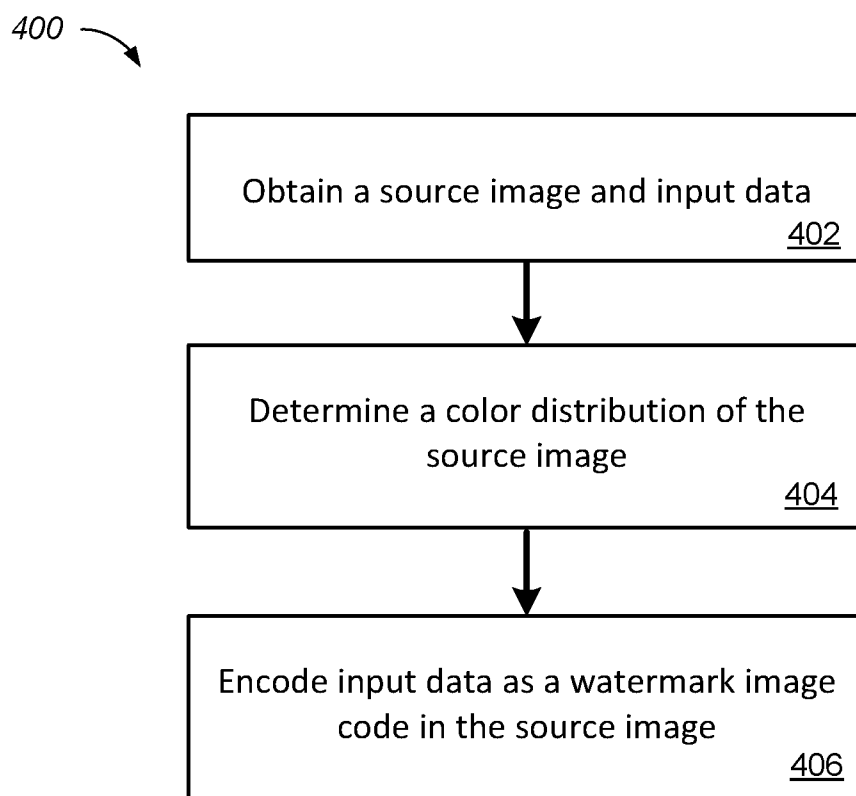 400
Obtain a source image and input data
402
Determine a color distribution of the
source image
404
Encode input data as a watermark image
code in the source image
406